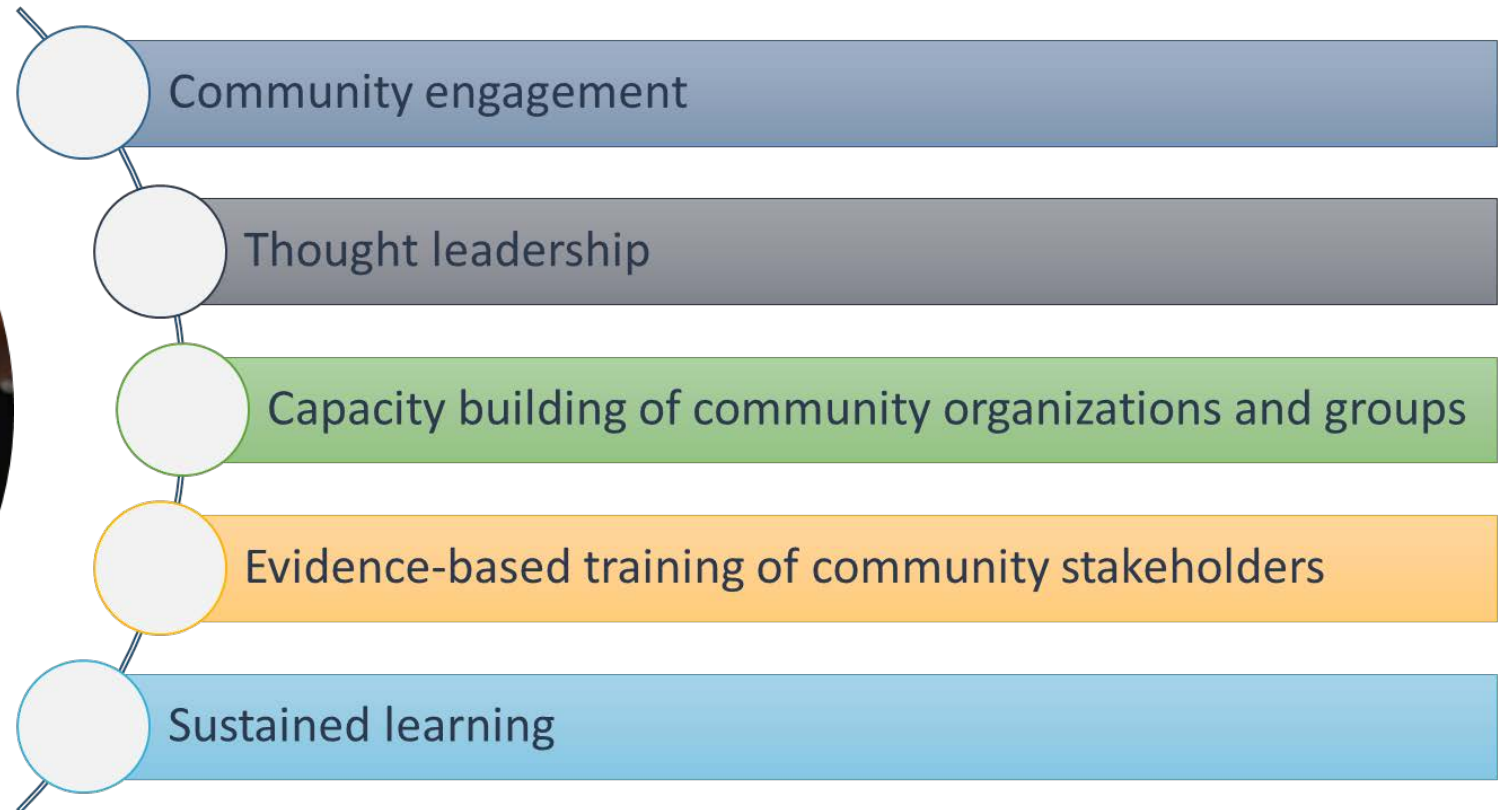 Community engagement
Thought leadership
Capacity building of community organizations and groups
Evidence-based training of community stakeholders
Sustained learning